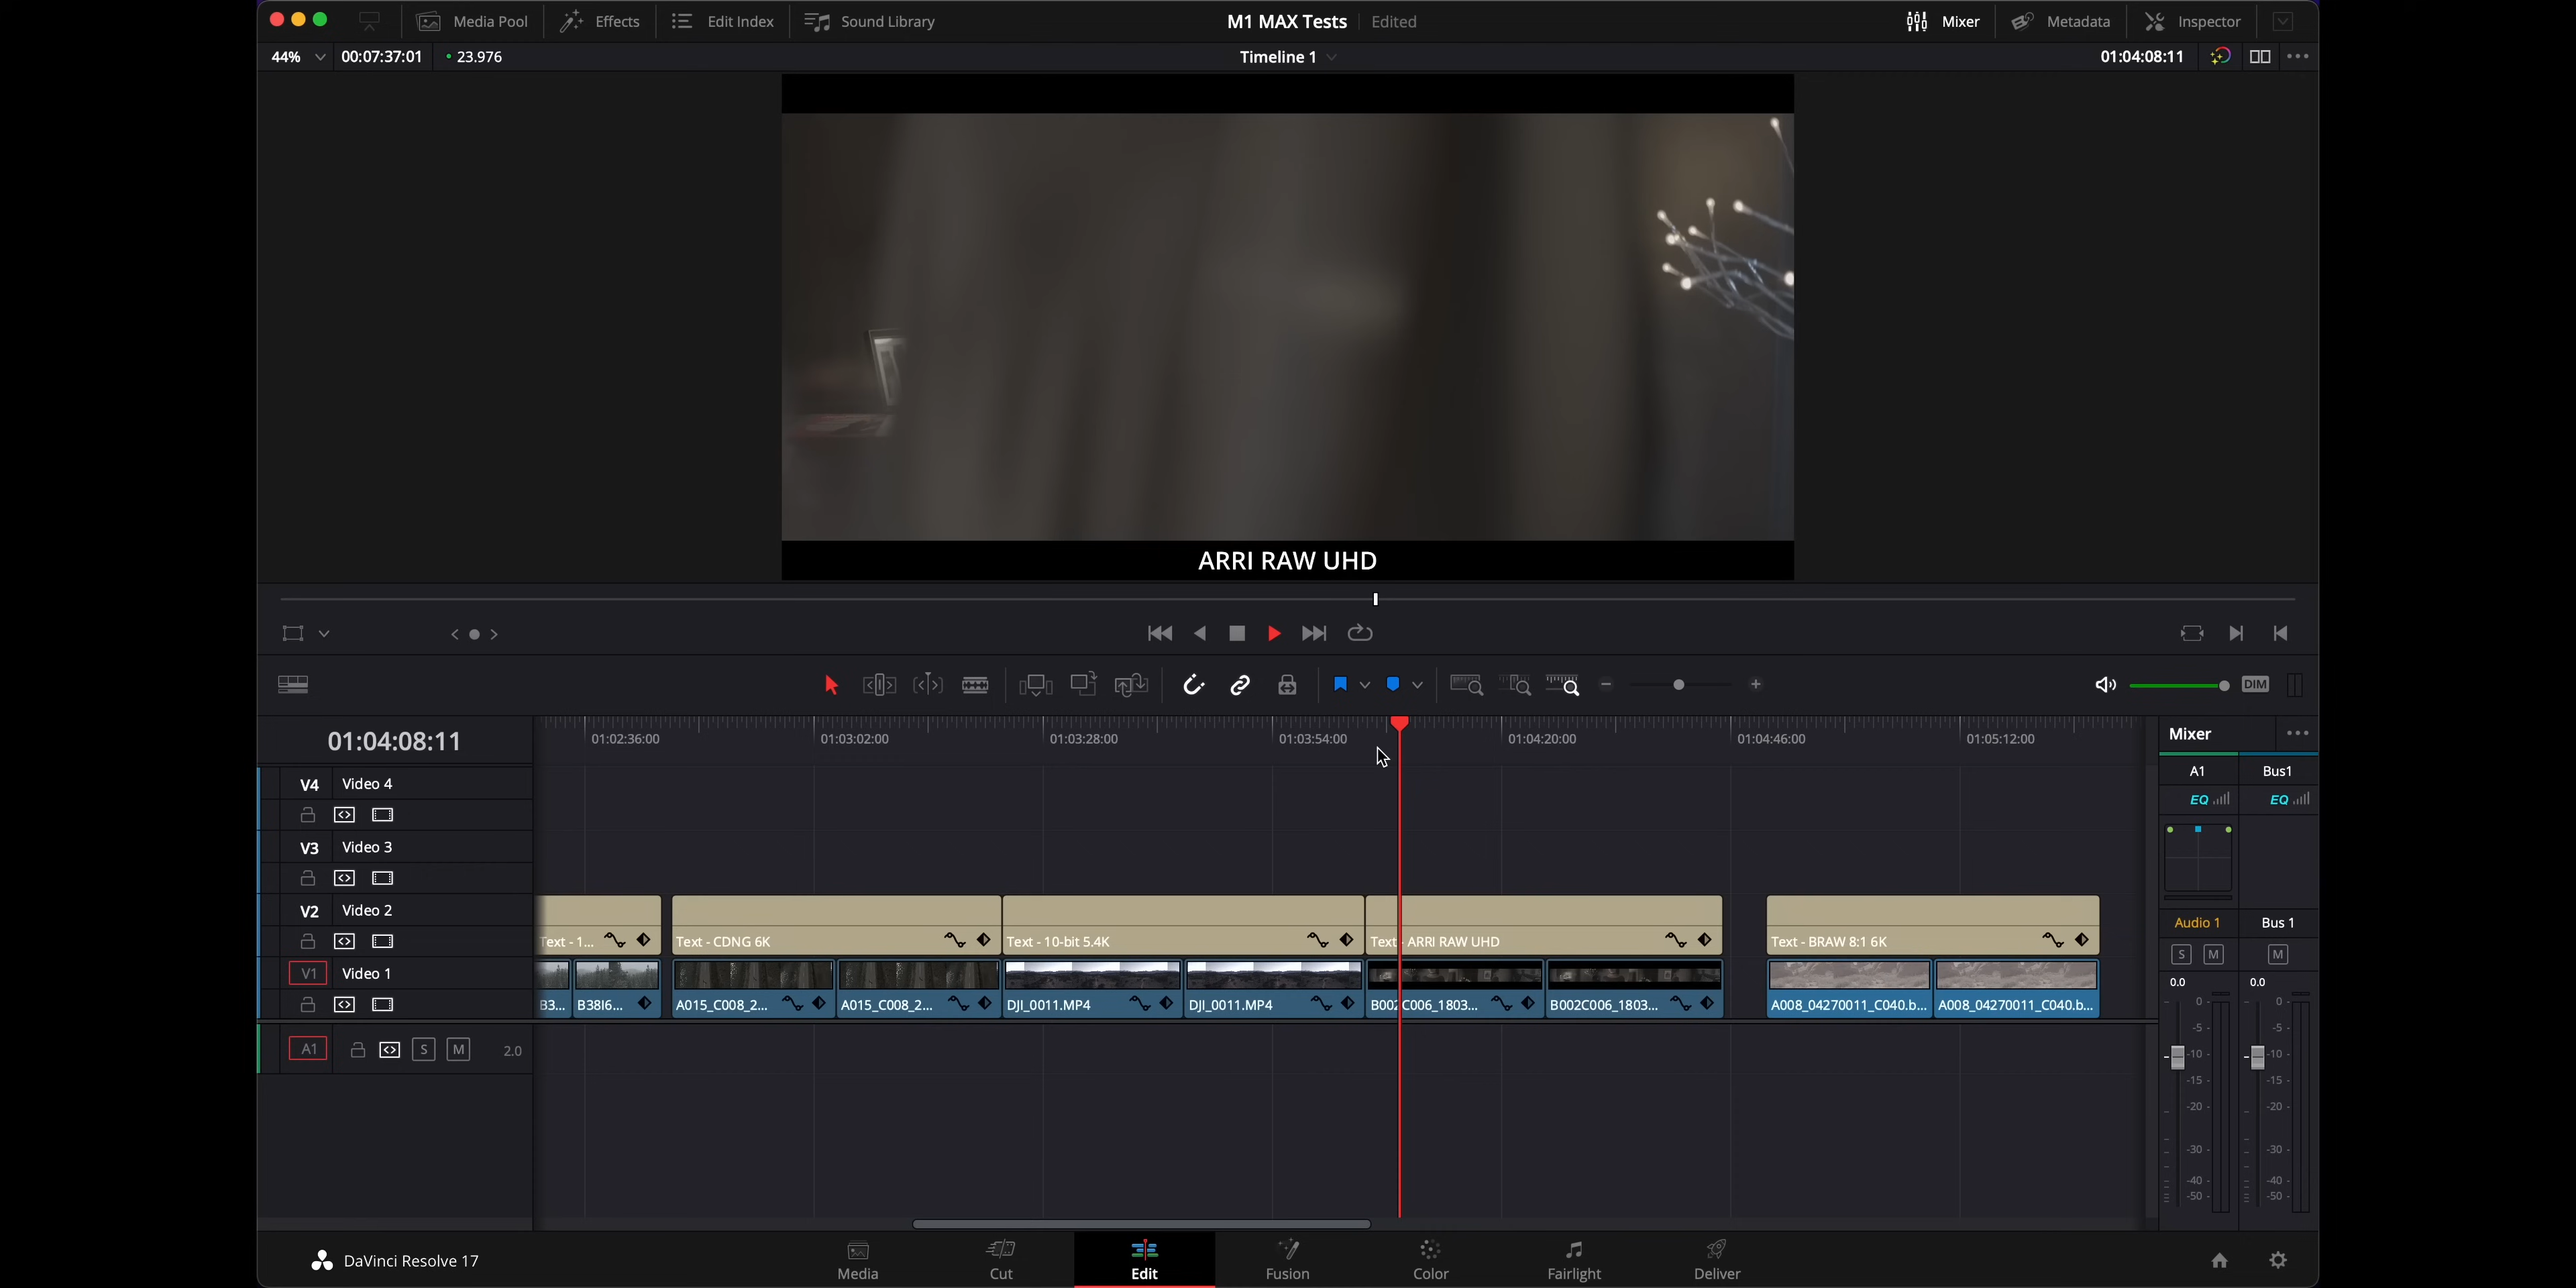 Media Pool
Effects
Edit Index
Sound Library
M1 MAX Tests
Edited
Mixer
Metadata
Inspector
44%
00:07:37:01
23.976
Timeline 1
01:04:08:11
ARRI RAW UHD
DIM
01:04:08:11
01:02:36:00
01:03:02:00
01:03:28:00
01:03:54:00
01:04:20:00
01:04:46:00
01:05:12:00
Mixer
A1
Bus1
EQ
EQ
V4
Video 4
V3
Video 3
V2
Video 2
Text - 1...
Text - CDNG 6K
Text - 10-bit 5.4K
Text - ARRI RAW UHD
Text - BRAW 8:1 6K
Audio 1
Bus 1
S
M
M
V1
Video 1
B3...
B38I6...
A015_C008_2...
A015_C008_2...
DJI_0011.MP4
DJI_0011.MP4
B002C006_1803...
B002C006_1803...
A008_04270011_C040.b...
A008_04270011_C040.b...
0.0
0.0
A1
S
M
2.0
0
-5
-10
-15
-20
-30
-40
-50
0
-5
-10
-15
-20
-30
-40
-50
DaVinci Resolve 17
Media
Cut
Edit
Fusion
Color
Fairlight
Deliver